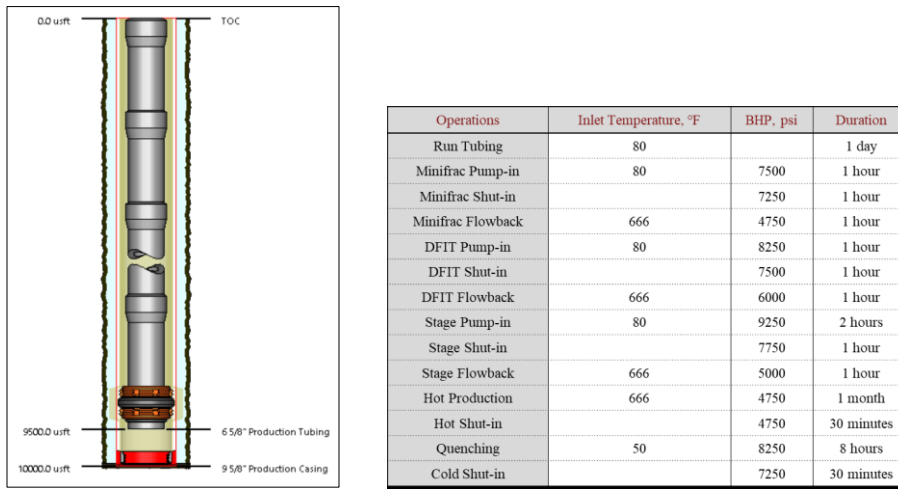 0.0 usft TOC
9500.0 usft 6 5/8" Production Tubing
10000.0 usft 9 5/8" Production Casing
Operations Inlet Temperature, °F BHP, psi Duration
Run Tubing 80 1 day
Minifrac Pump-in 80 7500 1 hour
Minifrac Shut-in 7250 1 hour
Minifrac Flowback 666 4750 1 hour
DFIT Pump-in 80 8250 1 hour
DFIT Shut-in 7500 1 hour
DFIT Flowback 666 6000 1 hour
Stage Pump-in 80 9250 2 hours
Stage Shut-in 7750 1 hour
Stage Flowback 666 5000 1 hour
Hot Production 666 4750 1 month
Hot Shut-in 4750 30 minutes
Quenching 50 8250 8 hours
Cold Shut-in 7250 30 minutes